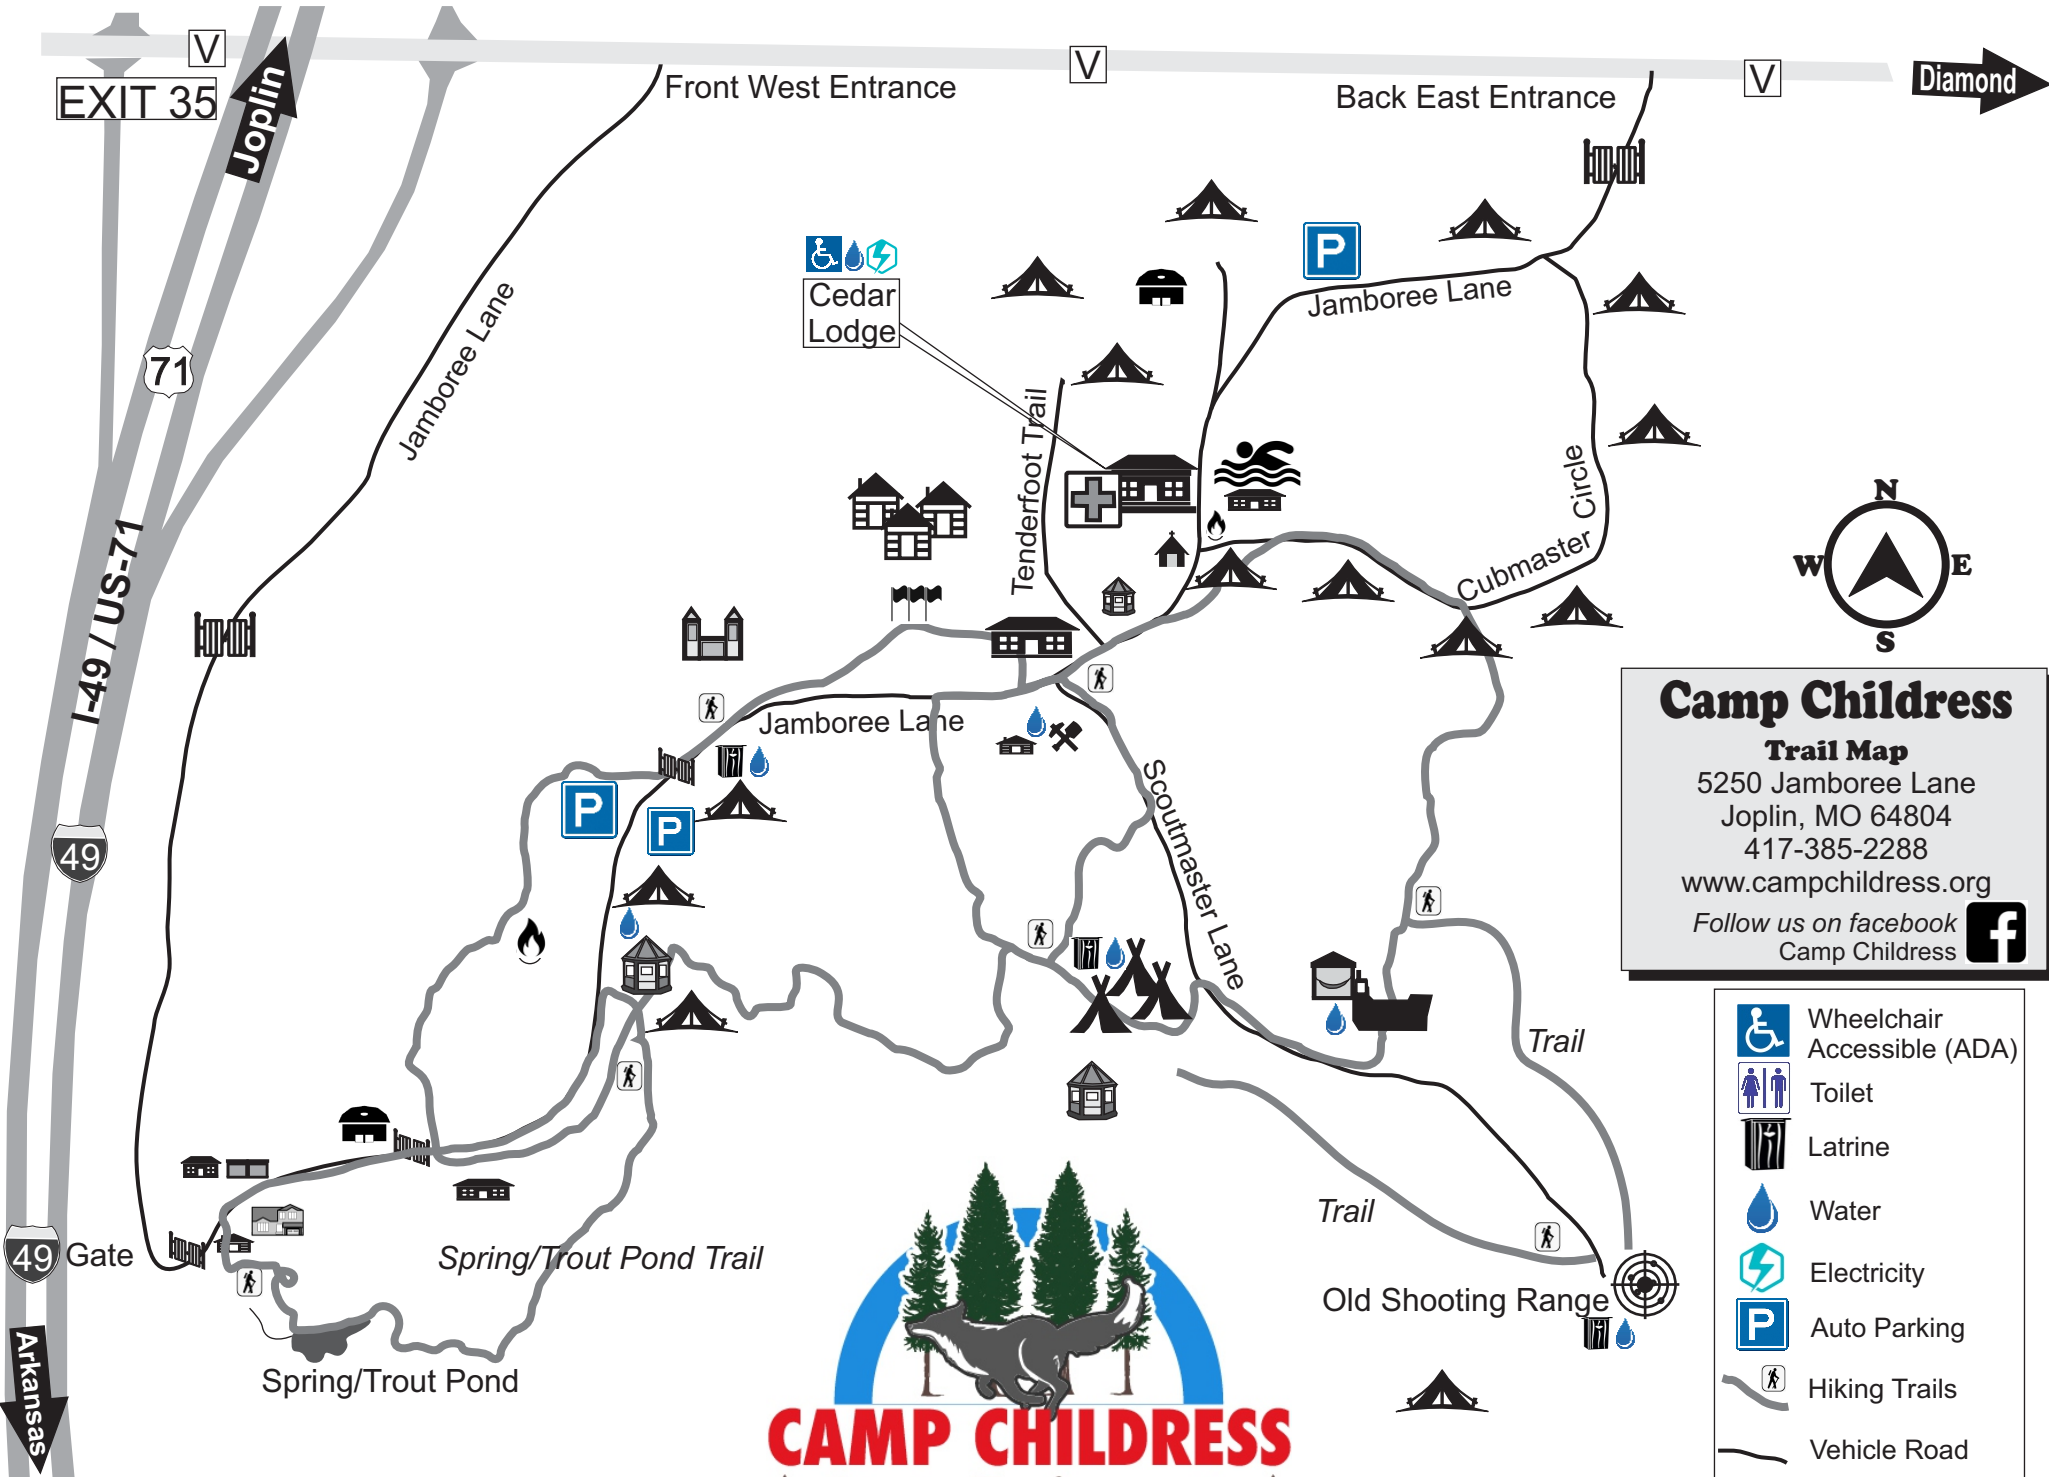 V
EXIT 35
Joplin
Front West Entrance
V
Back East Entrance
V
Diamond
Cedar
Lodge
P
Jamboree Lane
Jamboree Lane
71
Tenderfoot Trail
Cubmaster Circle
I-49 / US-71
N
W
E
S
Camp Childress
Trail Map
5250 Jamboree Lane
Joplin, MO 64804
417-385-2288
www.campchildress.org
Follow us on facebook
Camp Childress
f
Jamboree Lane
P
P
Scoutmaster Lane
49
Trail
Trail
Wheelchair
Accessible (ADA)
Toilet
Latrine
Water
Electricity
P
Auto Parking
Hiking Trails
Vehicle Road
49
Gate
Spring/Trout Pond Trail
Old Shooting Range
Spring/Trout Pond
Arkansas
CAMP CHILDRESS